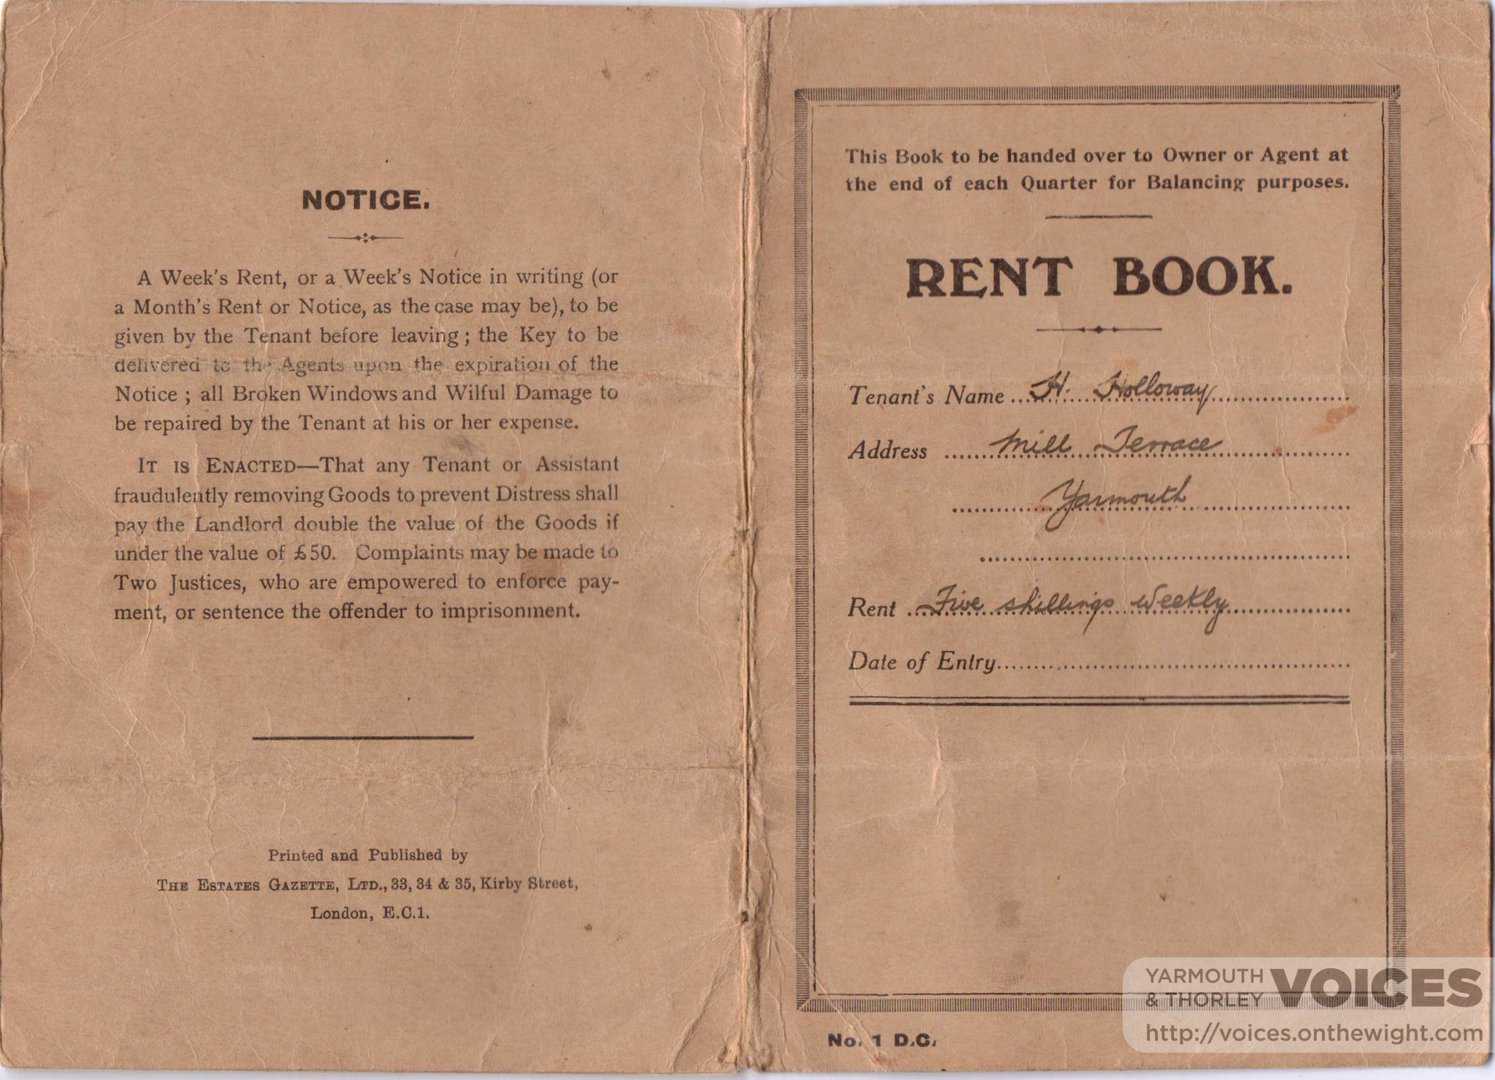 NOTICE.
A Week's Rent, or a Week's Notice in writing (or
a Month's Rent or Notice, as the case may be), to be
given by the Tenant before leaving; the Key to be
delivered to the Agents upon the expiration of the
Notice; all Broken Windows and Wilful Damage to
be repaired by the Tenant at his or her expense.
IT IS ENACTED—That any Tenant or Assistant
fraudulently removing Goods to prevent Distress shall
pay the Landlord double the value of the Goods if
under the value of £50. Complaints may be made to
Two Justices, who are empowered to enforce pay-
ment, or sentence the offender to imprisonment.
Printed and Published by
THE ESTATES GAZETTE, LTD., 33, 34 & 35, Kirby Street,
London, E.C.1.
This Book to be handed over to Owner or Agent at
the end of each Quarter for Balancing purposes.
RENT BOOK.
Tenant's Name H. Holloway
Address Mill Terrace
Yarmouth
Rent Five shillings Weekly
Date of Entry
No. 1 D.C.
YARMOUTH & THORLEY VOICES
http://voices.onthewight.com